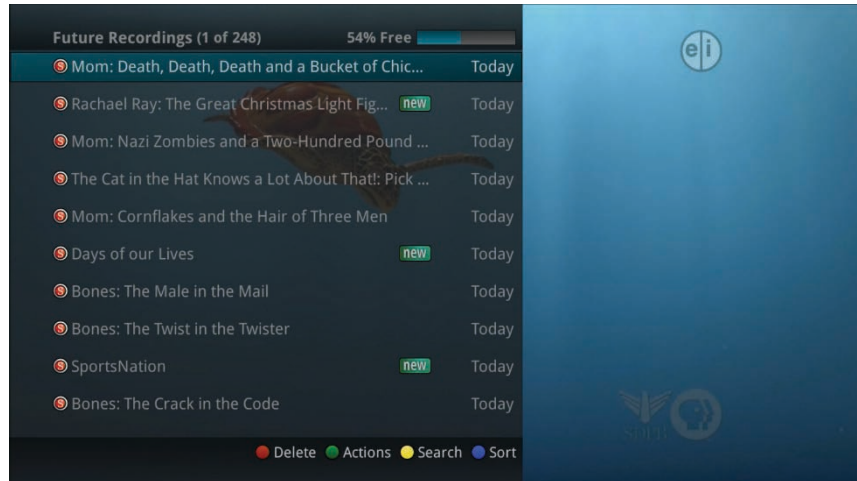 Future Recordings (1 of 248) 54% Free
S Mom: Death, Death, Death and a Bucket of Chic... Today
S Rachael Ray: The Great Christmas Light Fig... new Today
S Mom: Nazi Zombies and a Two-Hundred Pound ... Today
S The Cat in the Hat Knows a Lot About That!: Pick ... Today
S Mom: Cornflakes and the Hair of Three Men Today
S Days of our Lives new Today
S Bones: The Male in the Mail Today
S Bones: The Twist in the Twister Today
S SportsNation new Today
S Bones: The Crack in the Code Today
Delete Actions Search Sort
e|i
SDPB